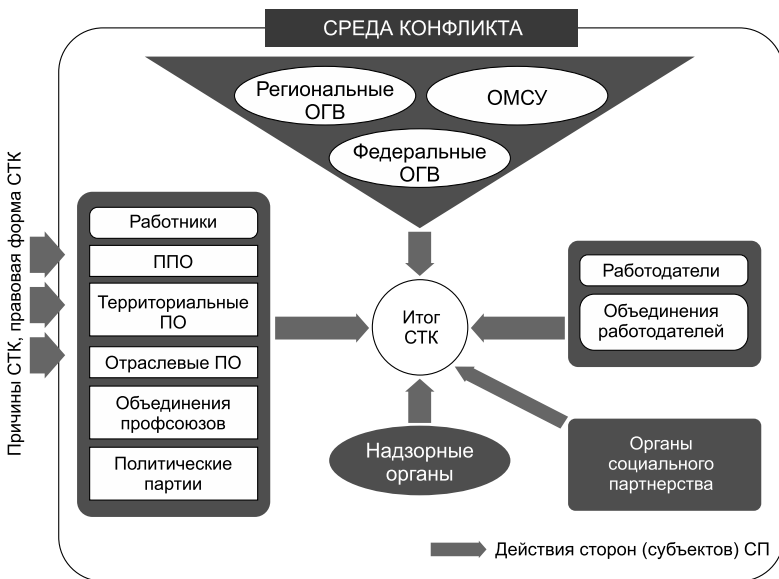 СРЕДА КОНФЛИКТА
Региональные
ОГВ
ОМСУ
Федеральные
ОГВ
Причины СТК, правовая форма СТК
Работники
ППО
Территориальные
ПО
Отраслевые ПО
Объединения
профсоюзов
Политические
партии
Итог
СТК
Работодатели
Объединения
работодателей
Надзорные
органы
Органы
социального
партнерства
Действия сторон (субъектов) СП